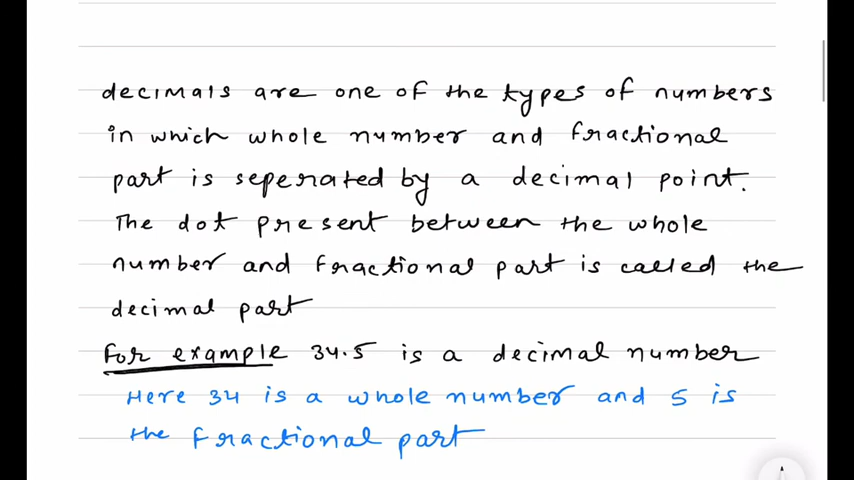 decimals are one of the types of numbers
in which whole number and fractional
part is seperated by a decimal point.
The dot present between the whole
number and fractional part is called the
decimal part
For example 34.5 is a decimal number
Here 34 is a whole number and 5 is
the fractional part